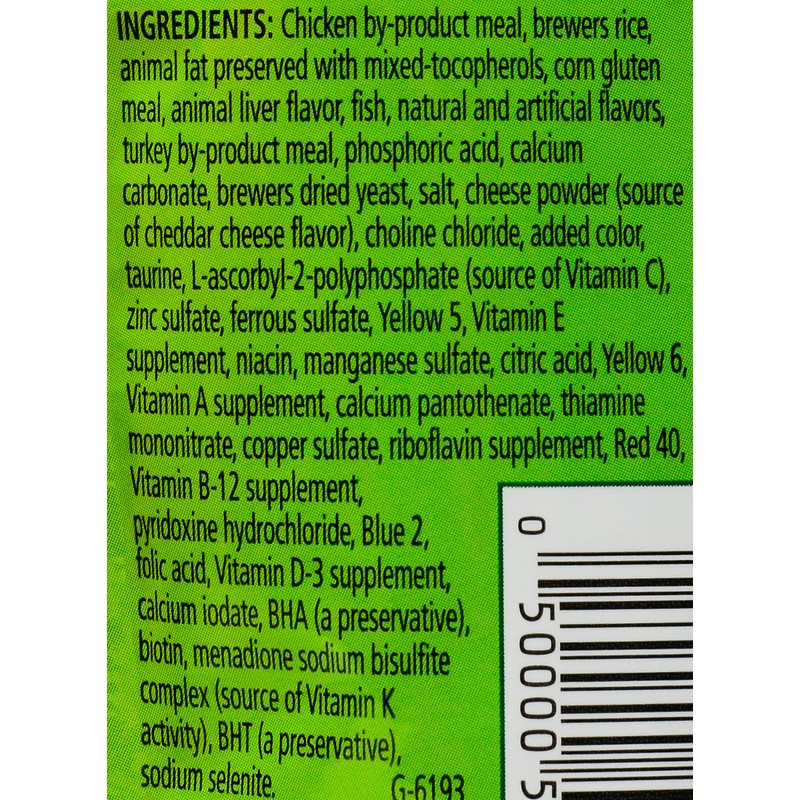 INGREDIENTS: Chicken by-product meal, brewers rice,
animal fat preserved with mixed-tocopherols, corn gluten
meal, animal liver flavor, fish, natural and artificial flavors,
turkey by-product meal, phosphoric acid, calcium
carbonate, brewers dried yeast, salt, cheese powder (source
of cheddar cheese flavor), choline chloride, added color,
taurine, L-ascorbyl-2-polyphosphate (source of Vitamin C),
zinc sulfate, ferrous sulfate, Yellow 5, Vitamin E
supplement, niacin, manganese sulfate, citric acid, Yellow 6,
Vitamin A supplement, calcium pantothenate, thiamine
mononitrate, copper sulfate, riboflavin supplement, Red 40,
Vitamin B-12 supplement,
pyridoxine hydrochloride, Blue 2,
folic acid, Vitamin D-3 supplement,
calcium iodate, BHA (a preservative),
biotin, menadione sodium bisulfite
complex (source of Vitamin K
activity), BHT (a preservative),
sodium selenite.
G-6193
0 50000 5